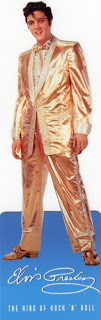 Elvis Presley
THE KING OF ROCK 'N' ROLL